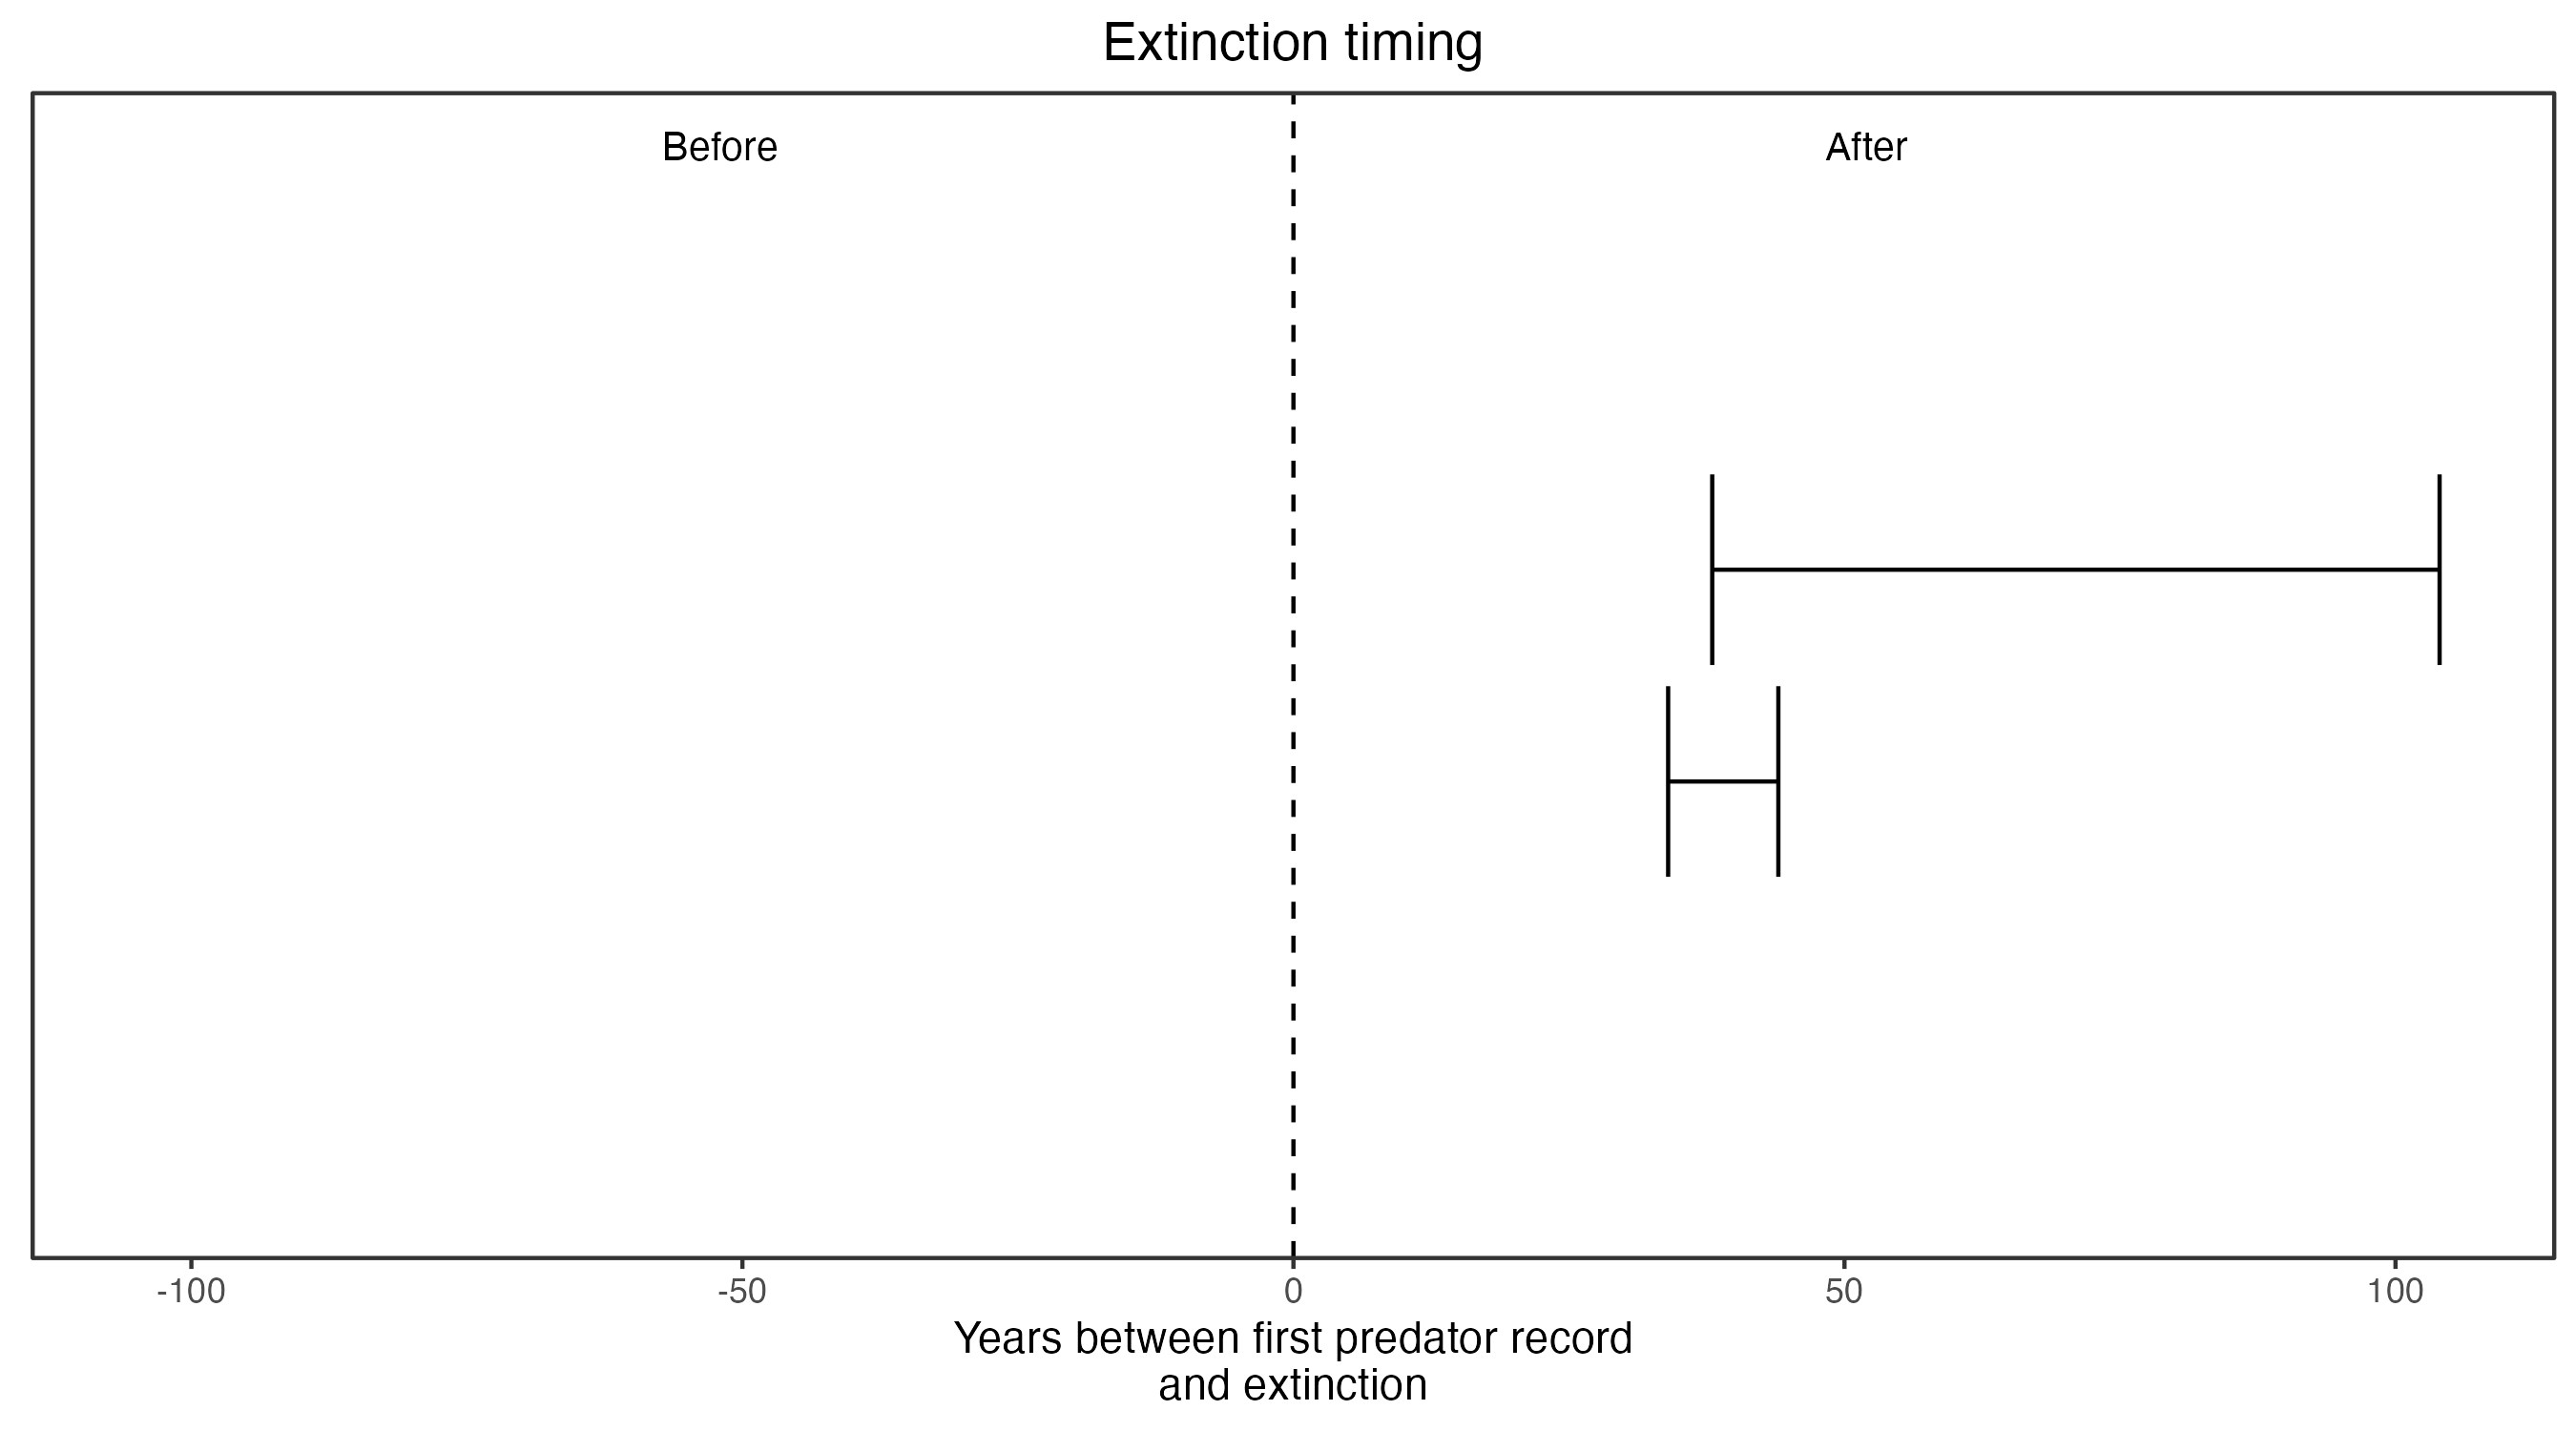 Extinction timing
Before
After
-100
-50
0
50
100
Years between first predator record
and extinction